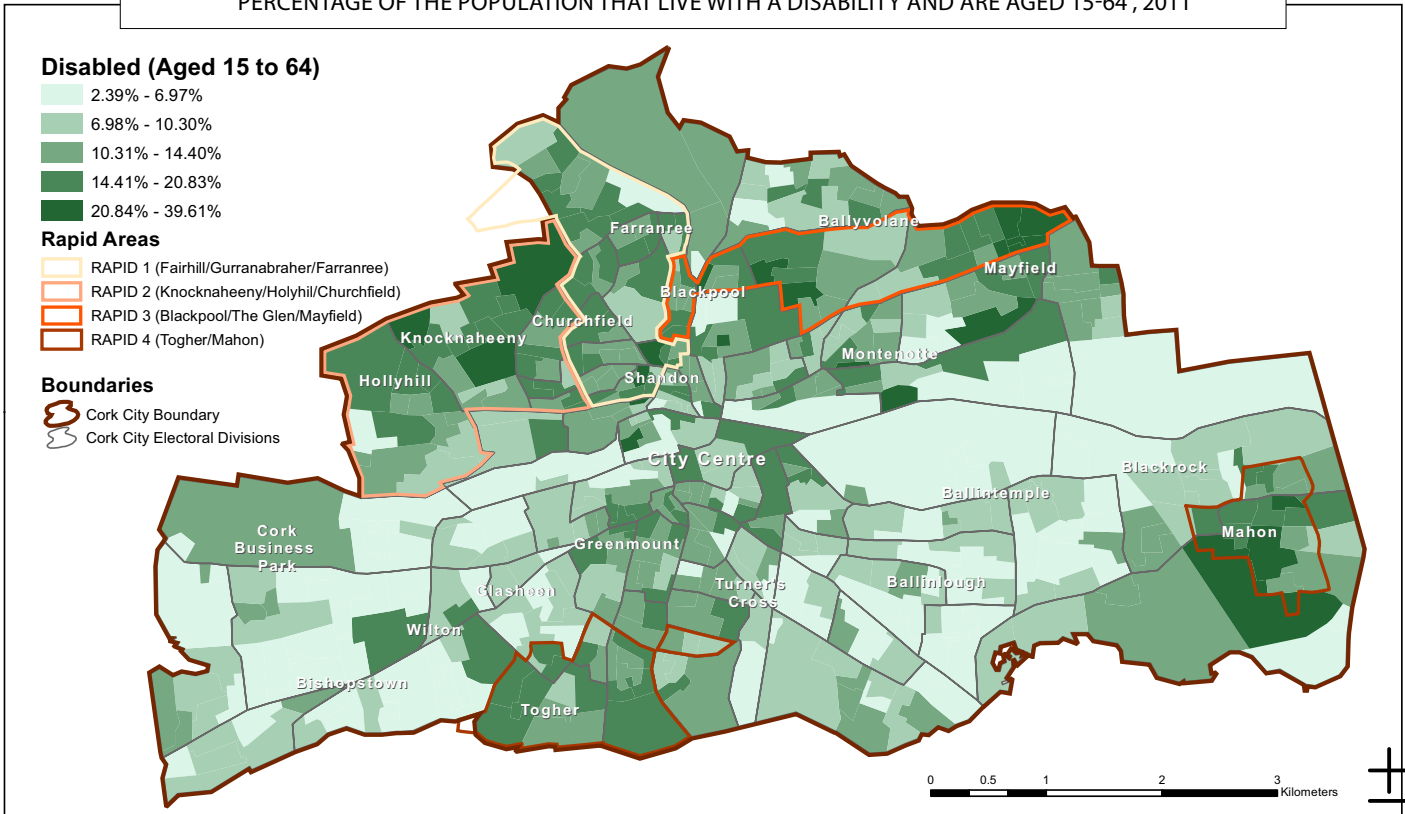 PERCENTAGE OF THE POPULATION THAT LIVE WITH A DISABILITY AND ARE AGED 15-64 , 2011
Disabled (Aged 15 to 64)
2.39% - 6.97%
6.98% - 10.30%
10.31% - 14.40%
14.41% - 20.83%
20.84% - 39.61%
Rapid Areas
RAPID 1 (Fairhill/Gurranabraher/Farranree)
RAPID 2 (Knocknaheeny/Holyhil/Churchfield)
RAPID 3 (Blackpool/The Glen/Mayfield)
RAPID 4 (Togher/Mahon)
Boundaries
Cork City Boundary
Cork City Electoral Divisions
Farranree
Ballyvolane
Mayfield
Blackpool
Churchfield
Knocknaheeny
Montenotte
Hollyhill
Shandon
City Centre
Blackrock
Ballintemple
Cork
Business
Park
Mahon
Greenmount
Glasheen
Turner's
Cross
Ballinlough
Wilton
Bishopstown
Togher
0 0.5 1 2 3
Kilometers